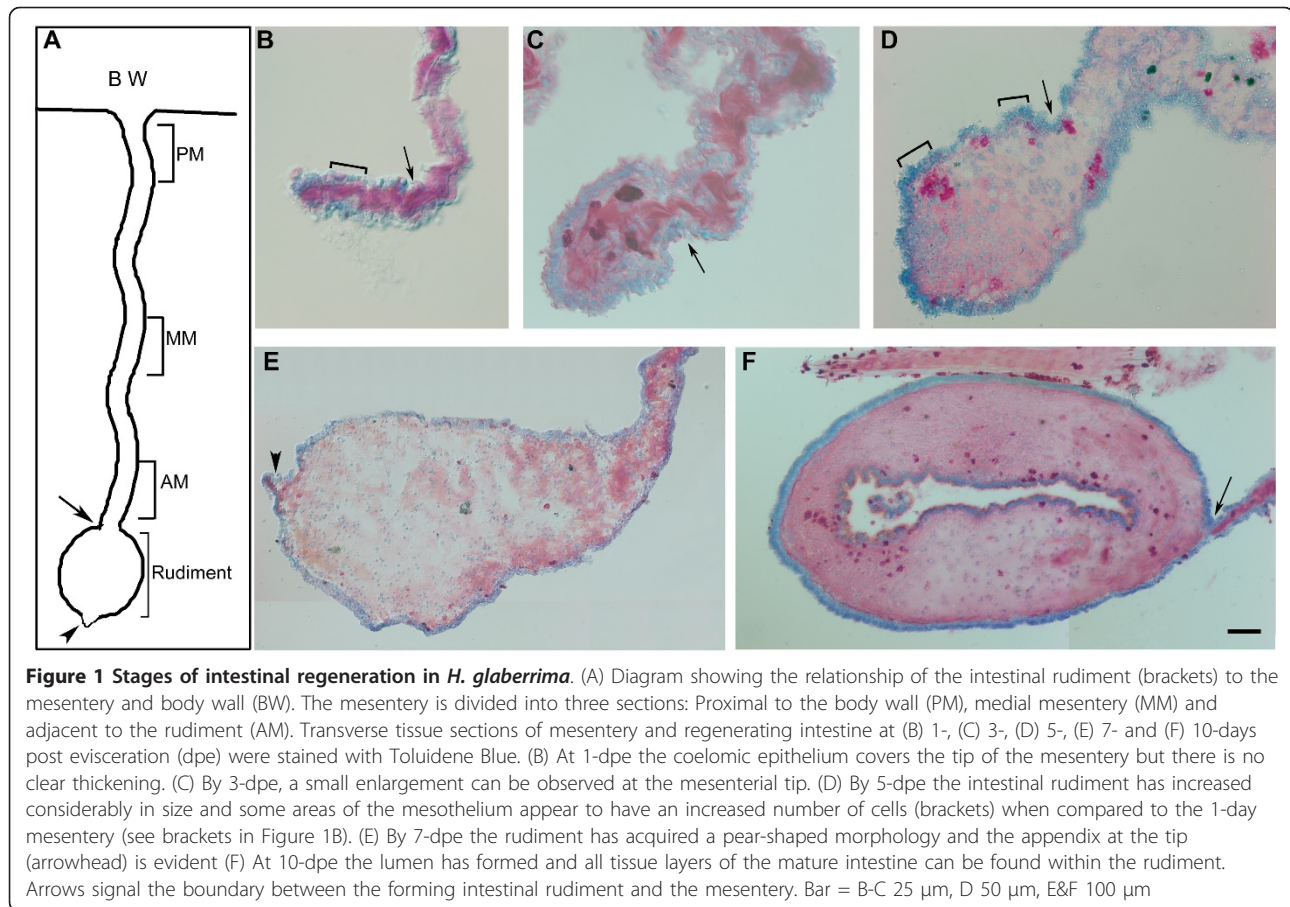 A
B W
PM
MM
AM
Rudiment
B
C
D
E
F
Figure 1 Stages of intestinal regeneration in H. glaberrima. (A) Diagram showing the relationship of the intestinal rudiment (brackets) to the
mesentery and body wall (BW). The mesentery is divided into three sections: Proximal to the body wall (PM), medial mesentery (MM) and
adjacent to the rudiment (AM). Transverse tissue sections of mesentery and regenerating intestine at (B) 1-, (C) 3-, (D) 5-, (E) 7- and (F) 10-days
post evisceration (dpe) were stained with Toluidene Blue. (B) At 1-dpe the coelomic epithelium covers the tip of the mesentery but there is no
clear thickening. (C) By 3-dpe, a small enlargement can be observed at the mesenterial tip. (D) By 5-dpe the intestinal rudiment has increased
considerably in size and some areas of the mesothelium appear to have an increased number of cells (brackets) when compared to the 1-day
mesentery (see brackets in Figure 1B). (E) By 7-dpe the rudiment has acquired a pear-shaped morphology and the appendix at the tip
(arrowhead) is evident (F) At 10-dpe the lumen has formed and all tissue layers of the mature intestine can be found within the rudiment.
Arrows signal the boundary between the forming intestinal rudiment and the mesentery. Bar = B-C 25 μm, D 50 μm, E&F 100 μm